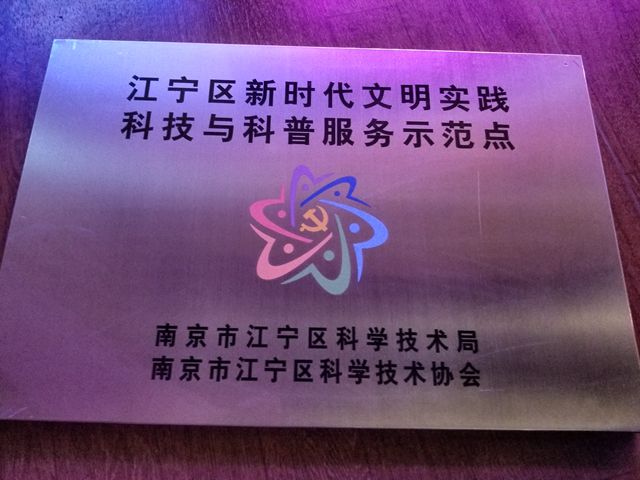 江宁区新时代文明实践
科技与科普服务示范点
南京市江宁区科学技术局
南京市江宁区科学技术协会